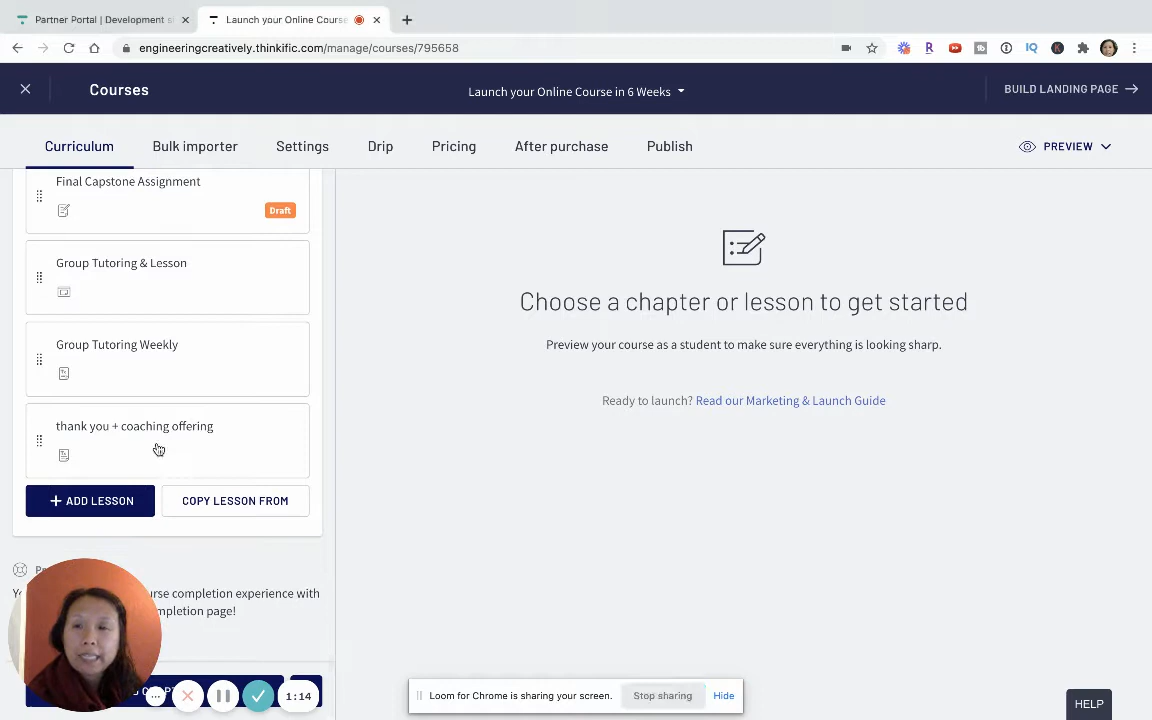 Partner Portal | Development s
Launch your Online Course
engineeringcreatively.thinkific.com/manage/courses/795658
Courses
Launch your Online Course in 6 Weeks
BUILD LANDING PAGE
Curriculum
Bulk importer
Settings
Drip
Pricing
After purchase
Publish
PREVIEW
Final Capstone Assignment
Draft
Group Tutoring & Lesson
Group Tutoring Weekly
thank you + coaching offering
+ ADD LESSON
COPY LESSON FROM
Choose a chapter or lesson to get started
Preview your course as a student to make sure everything is looking sharp.
Ready to launch? Read our Marketing & Launch Guide
urse completion experience with
mpletion page!
1:14
Loom for Chrome is sharing your screen.
Stop sharing
Hide
HELP